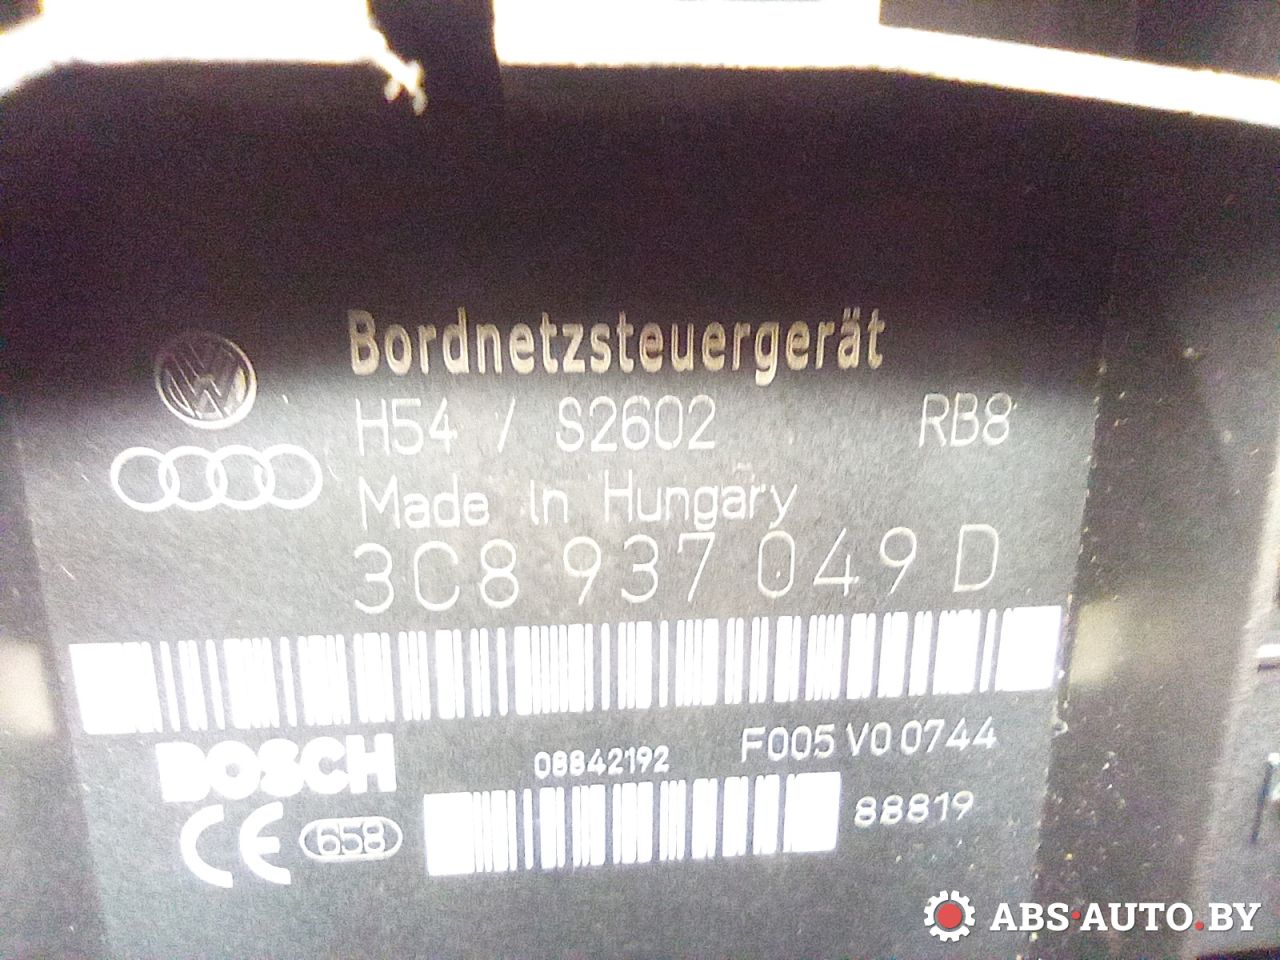 Bordnetzsteuergerät
H54 / S2602 RB8
Made in Hungary
3C8 937 049 D
BOSCH 08842192 F005 V0 0744
CE 658 88819
ABS·AUTO.BY